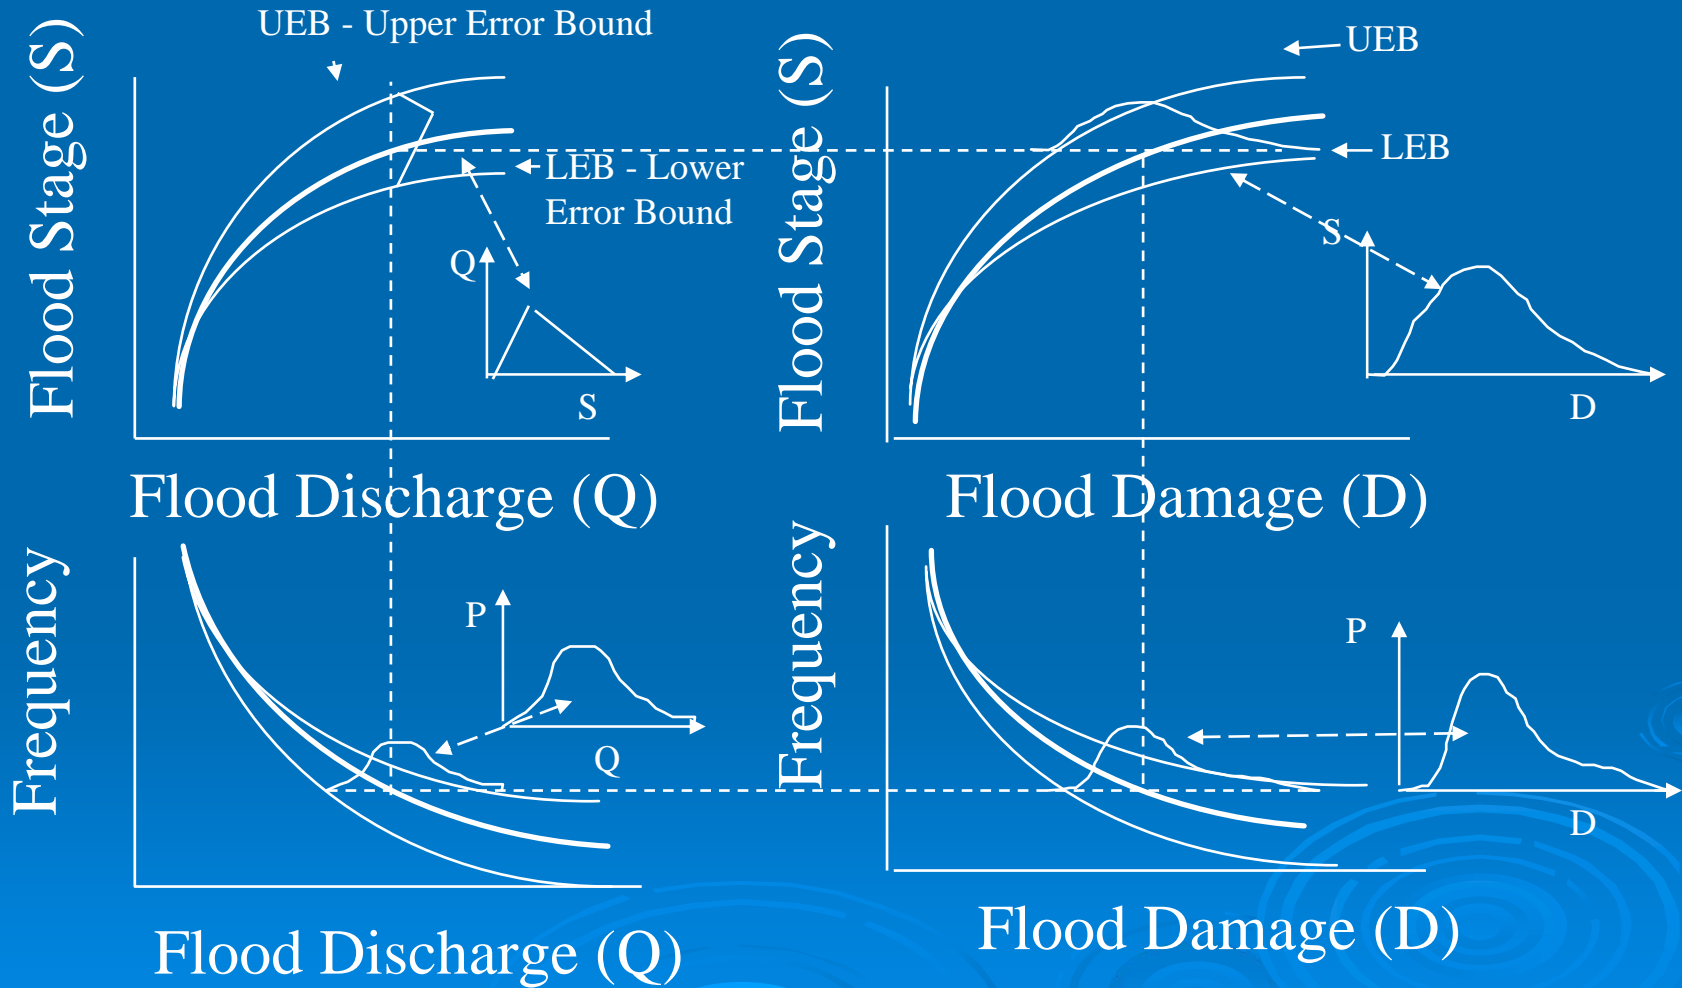 UEB - Upper Error Bound
Flood Stage (S)
LEB - Lower
Error Bound
Q
S
Flood Discharge (Q)
UEB
Flood Stage (S)
LEB
S
D
Flood Damage (D)
Frequency
P
Q
Flood Discharge (Q)
Frequency
P
D
Flood Damage (D)